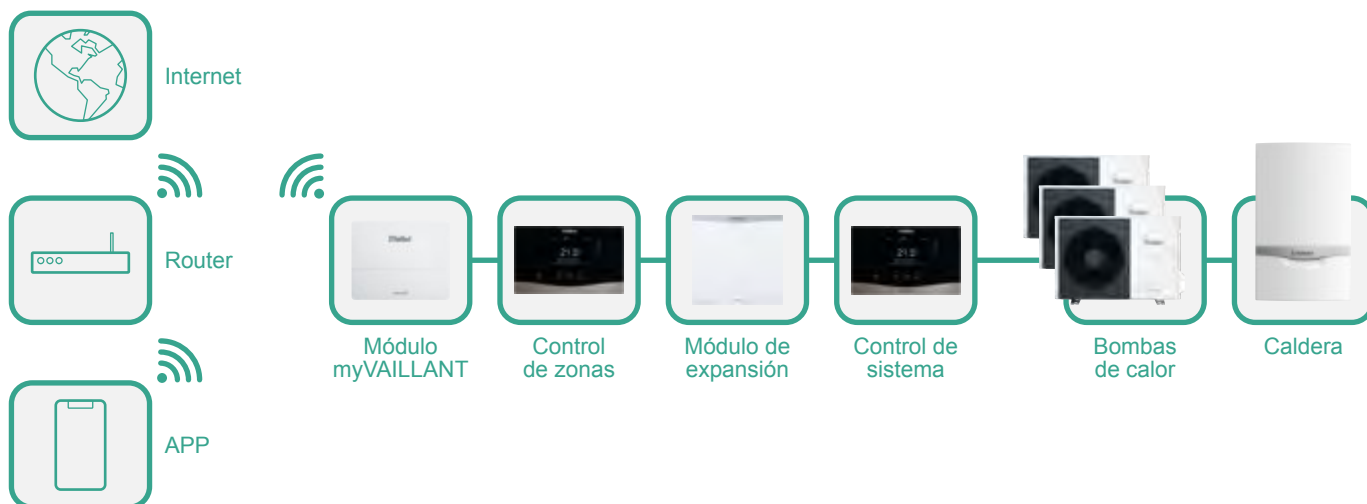 Internet
Router
APP
Módulo
myVAILLANT
Control
de zonas
Módulo de
expansión
Control de
sistema
Bombas
de calor
Caldera